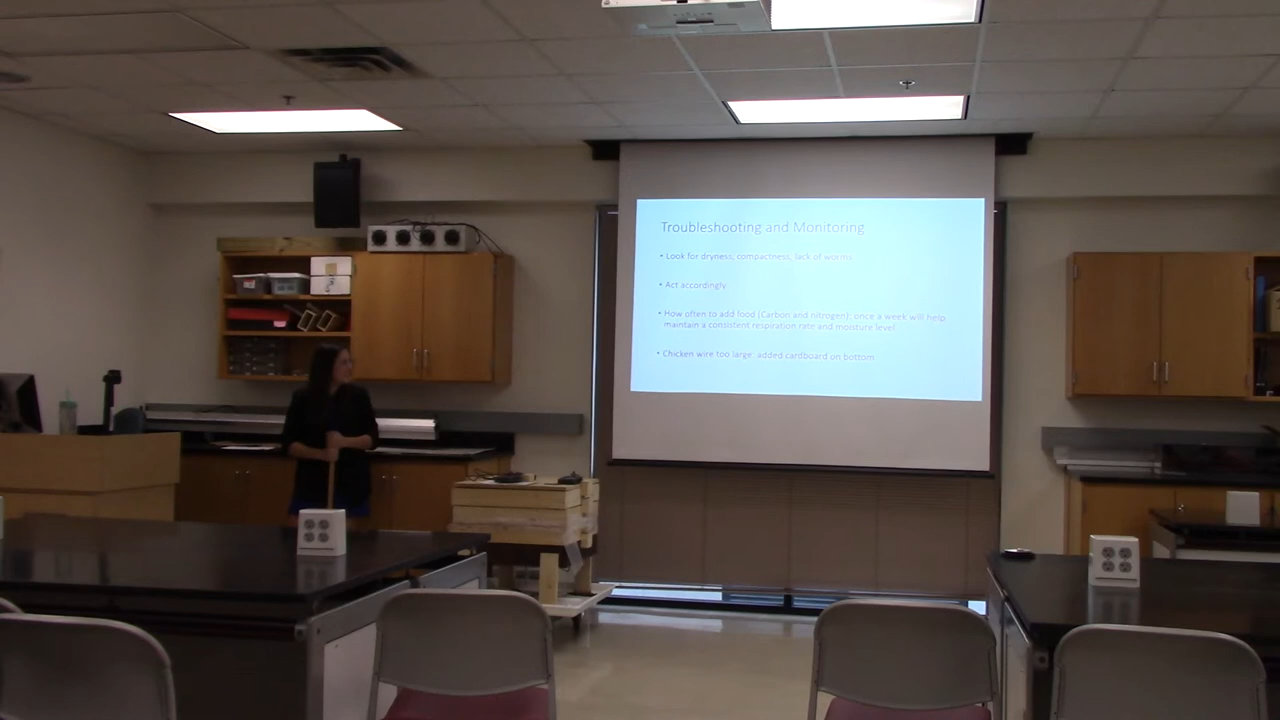 Troubleshooting and Monitoring
• Look for dryness, compactness, lack of worms
• Act accordingly
• How often to add food (Carbon and nitrogen): once a week will help
maintain a consistent respiration rate and moisture level
• Chicken wire too large: added cardboard on bottom